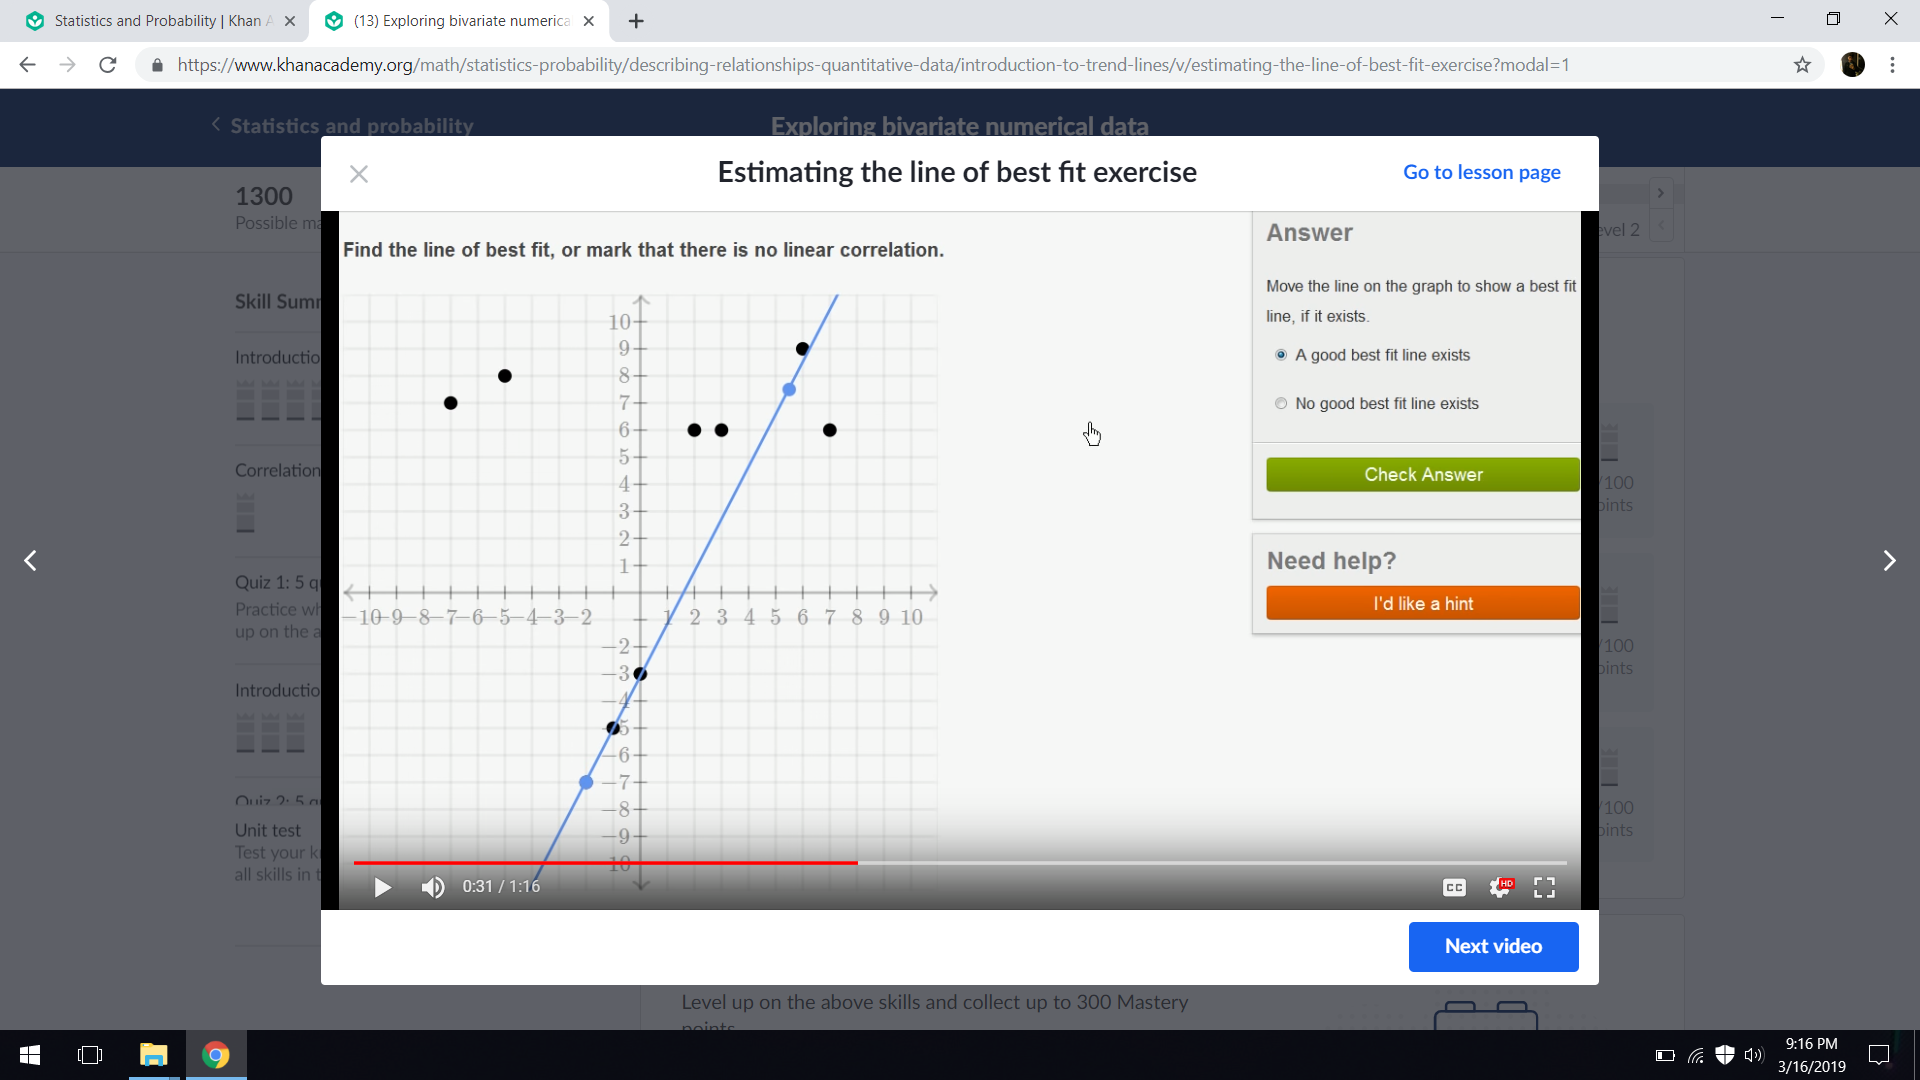 Statistics and Probability | Khan A
(13) Exploring bivariate numerica
https://www.khanacademy.org/math/statistics-probability/describing-relationships-quantitative-data/introduction-to-trend-lines/v/estimating-the-line-of-best-fit-exercise?modal=1
Statistics and probability
Exploring bivariate numerical data
Estimating the line of best fit exercise
Go to lesson page
1300
Possible ma
evel 2
Skill Summ
Introductio
Correlation
Quiz 1: 5 qu
Practice wh
up on the a
Introductio
Quiz 2: 5 qu
Unit test
Test your k
all skills in t
Find the line of best fit, or mark that there is no linear correlation.
10
9
8
7
6
5
4
3
2
1
−10 −9 −8 −7 −6 −5 −4 −3 −2 1 2 3 4 5 6 7 8 9 10
−2
−3
−4
−5
−6
−7
−8
−9
−10
Answer
Move the line on the graph to show a best fit
line, if it exists.
A good best fit line exists
No good best fit line exists
Check Answer
Need help?
I'd like a hint
/100
oints
/100
oints
/100
oints
0:31 / 1:16
CC
HD
Next video
Level up on the above skills and collect up to 300 Mastery
points
9:16 PM
3/16/2019